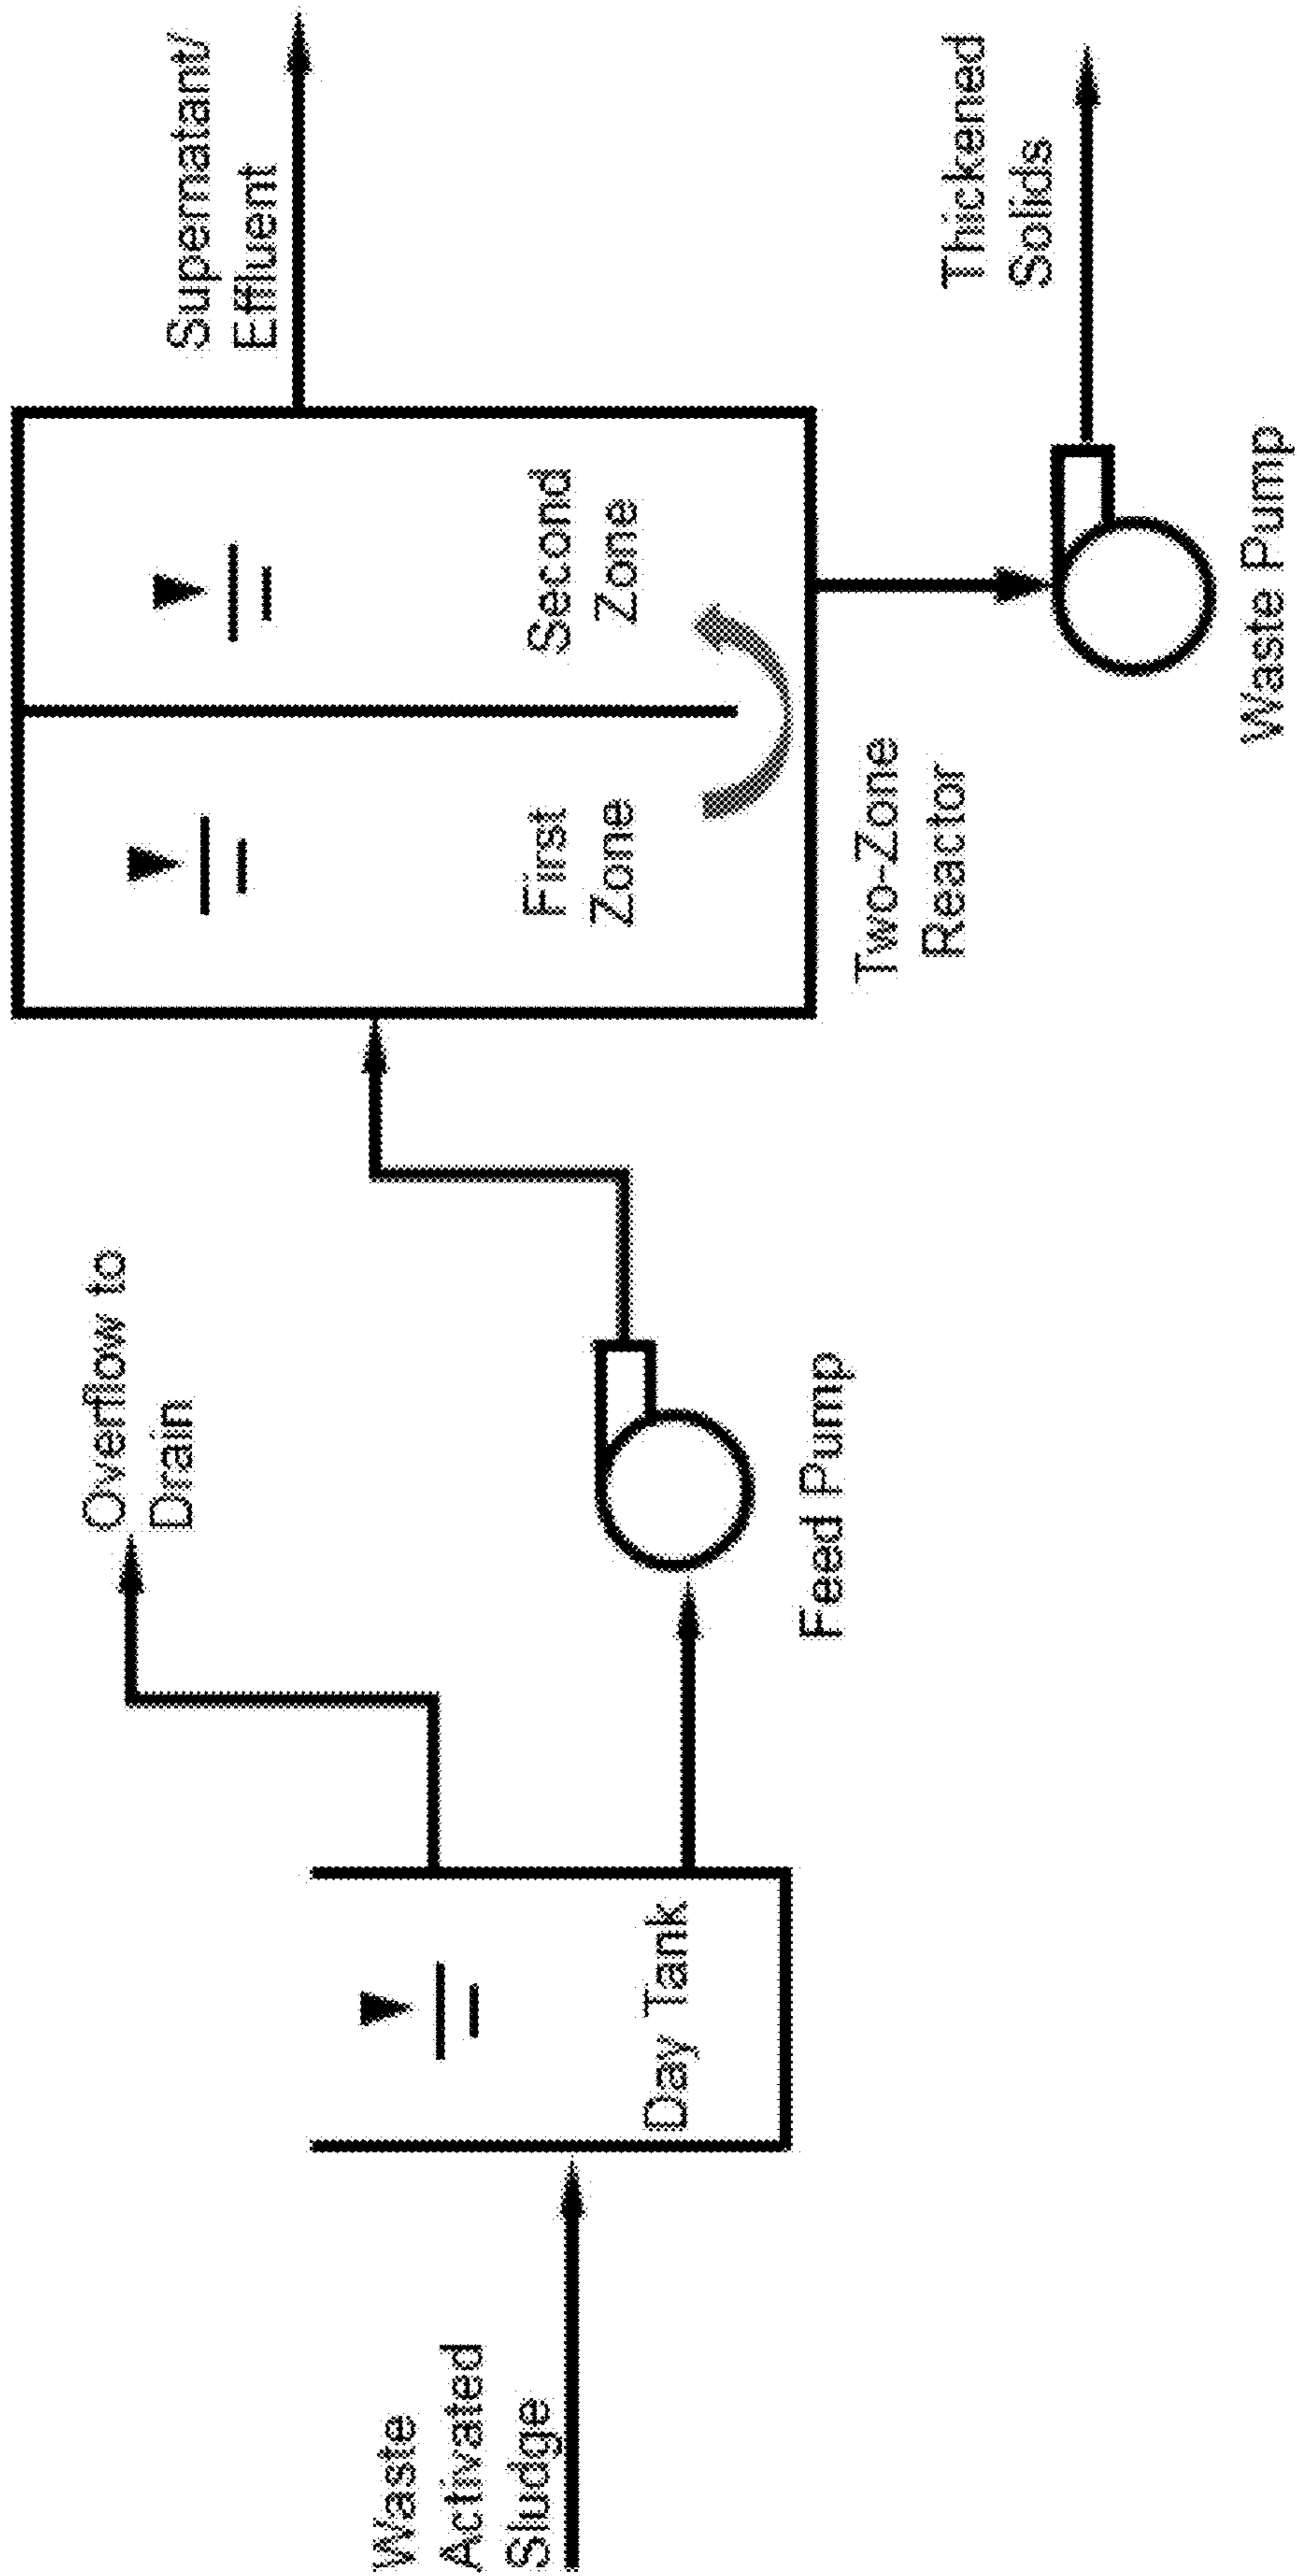 Waste
Activated
Sludge
Day Tank
Overflow to
Drain
Feed Pump
First
Zone
Second
Zone
Two-Zone
Reactor
Supernatant/
Effluent
Waste Pump
Thickened
Solids